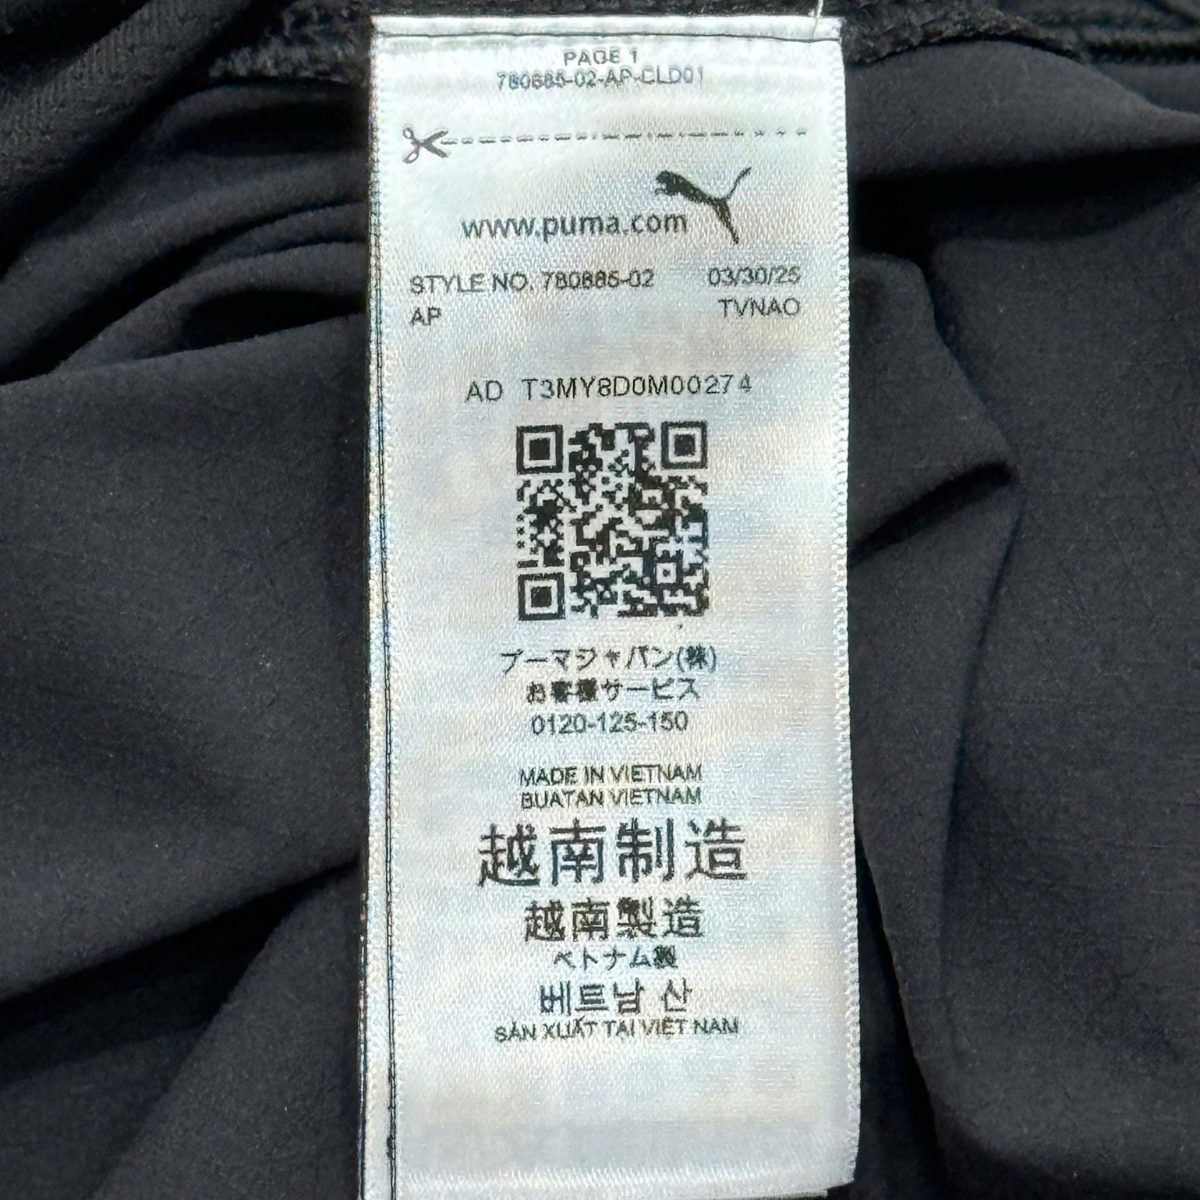 PAGE 1
780885-02-AP-CLD01
www.puma.com
STYLE NO. 780885-02 03/30/25
AP TVNAO
AD T3MY8D0M00274
プーマジャパン(株)
お客様サービス
0120-125-150
MADE IN VIETNAM
BUATAN VIETNAM
越南制造
越南製造
ベトナム製
베트남 산
SẢN XUẤT TẠI VIỆT NAM